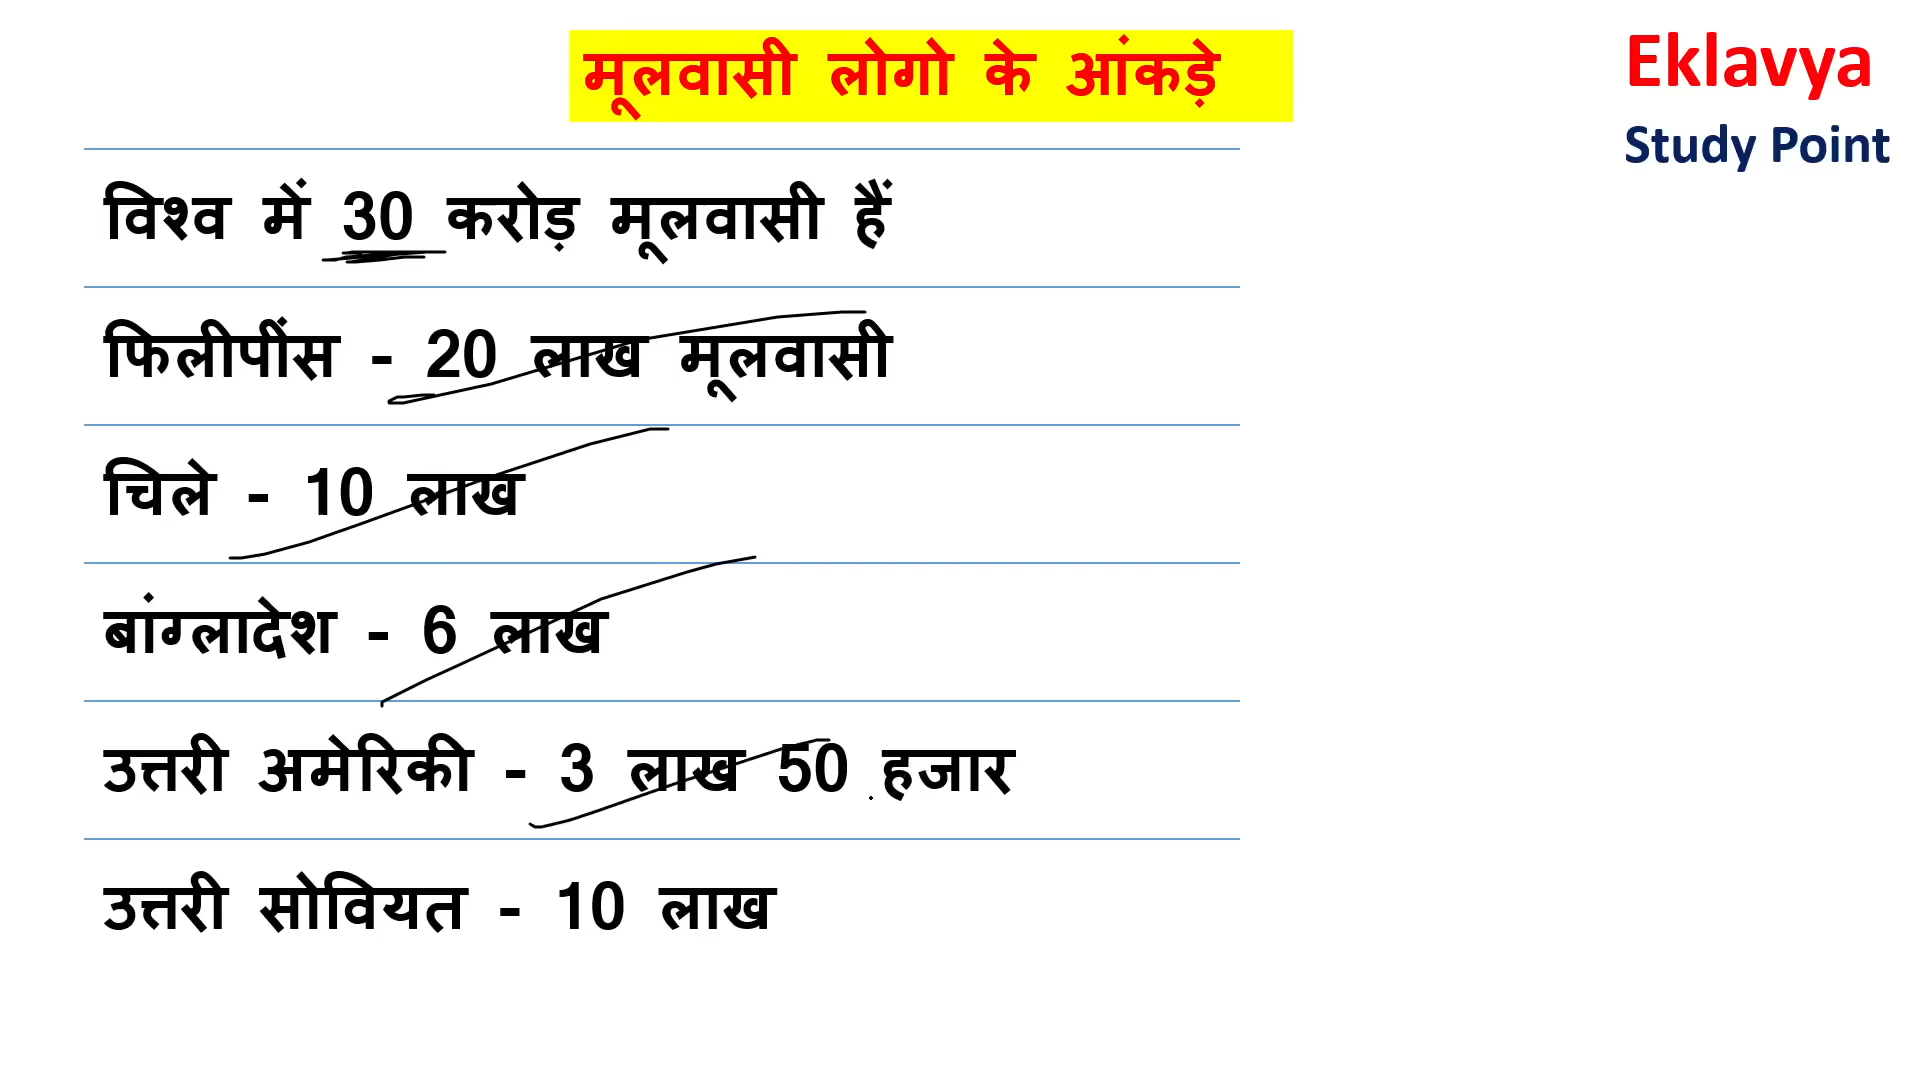 मूलवासी लोगो के आंकड़े
Eklavya
Study Point
विश्व में 30 करोड़ मूलवासी हैं
फिलीपींस - 20 लाख मूलवासी
चिले - 10 लाख
बांग्लादेश - 6 लाख
उत्तरी अमेरिकी - 3 लाख 50 हजार
उत्तरी सोवियत - 10 लाख